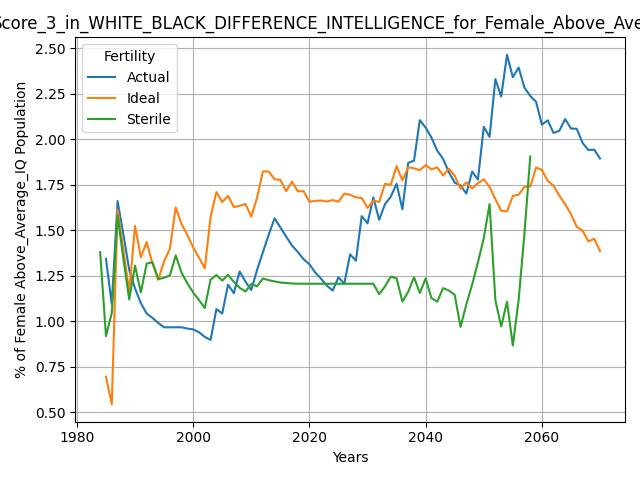 Score_3_in_WHITE_BLACK_DIFFERENCE_INTELLIGENCE_for_Female_Above_Ave
Fertility
Actual
Ideal
Sterile
% of Female Above_Average_IQ Population
2.50
2.25
2.00
1.75
1.50
1.25
1.00
0.75
0.50
1980
2000
2020
2040
2060
Years